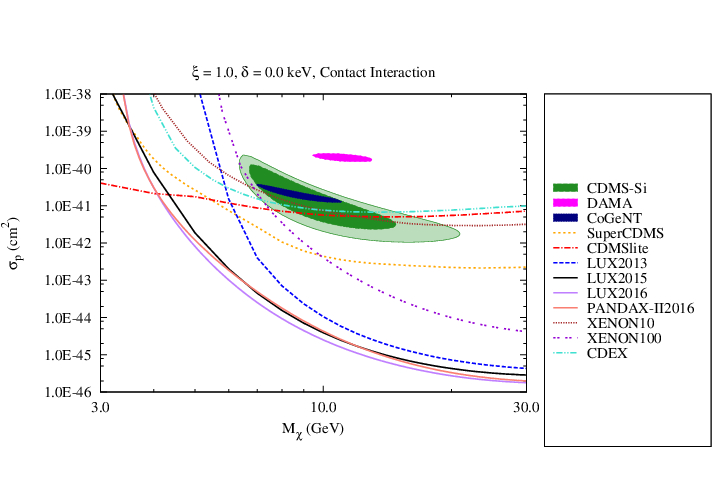 ξ = 1.0, δ = 0.0 keV, Contact Interaction
1.0E-38
1.0E-39
1.0E-40
1.0E-41
1.0E-42
1.0E-43
1.0E-44
1.0E-45
1.0E-46
σp (cm2)
3.0
10.0
30.0
Mχ (GeV)
CDMS-Si
DAMA
CoGeNT
SuperCDMS
CDMSlite
LUX2013
LUX2015
LUX2016
PANDAX-II2016
XENON10
XENON100
CDEX